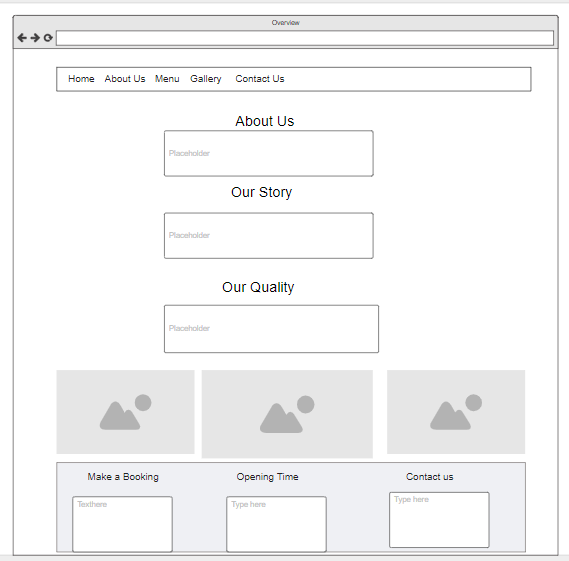 Overview
Home About Us Menu Gallery Contact Us
About Us
Placeholder
Our Story
Placeholder
Our Quality
Placeholder
Make a Booking Opening Time Contact us
Texthere Type here Type here